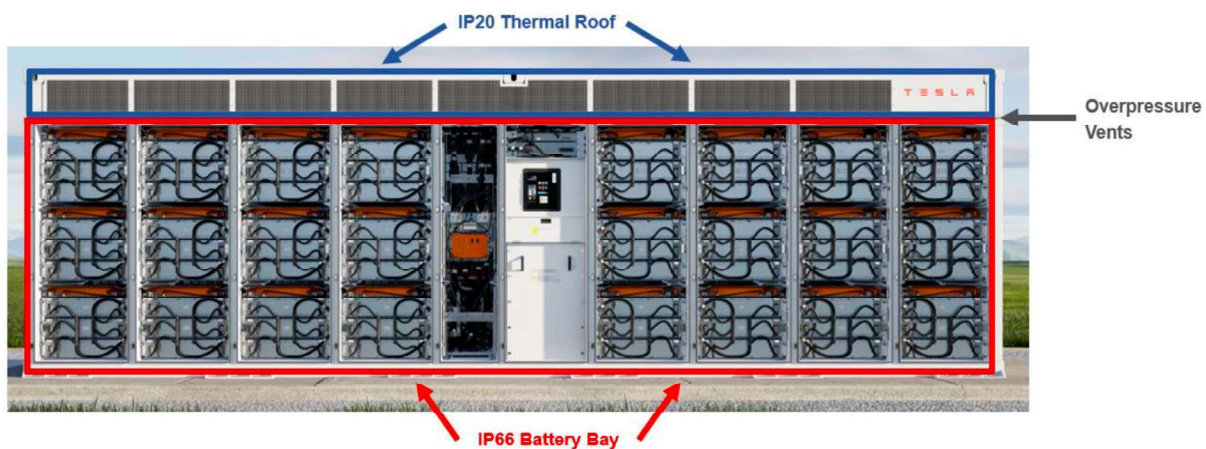 IP20 Thermal Roof
TESLA
Overpressure
Vents
IP66 Battery Bay